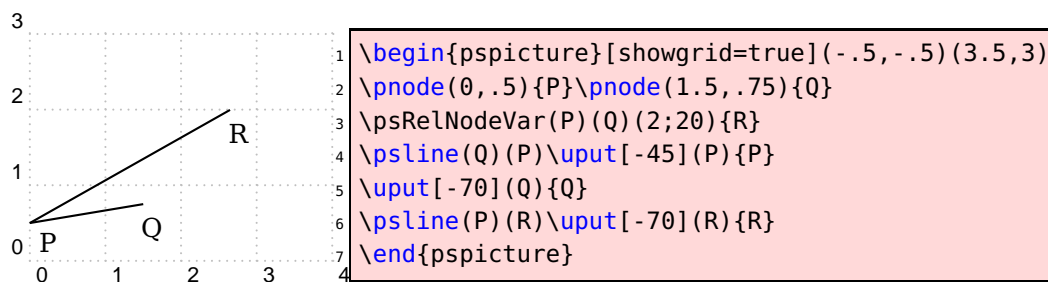 3
2
R
1
Q
0 P
0 1 2 3 4
1 \begin{pspicture}[showgrid=true](-.5,-.5)(3.5,3)
2 \pnode(0,.5){P}\pnode(1.5,.75){Q}
3 \psRelNodeVar(P)(Q)(2;20){R}
4 \psline(Q)(P)\uput[-45](P){P}
5 \uput[-70](Q){Q}
6 \psline(P)(R)\uput[-70](R){R}
7 \end{pspicture}